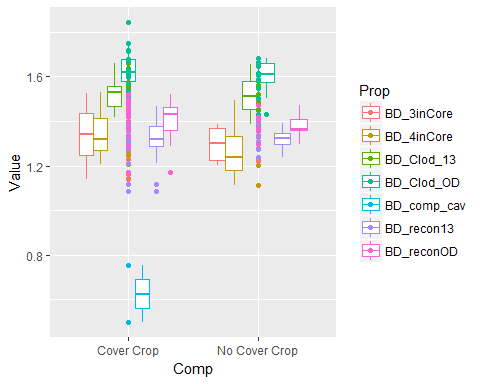 Value
1.6
1.2
0.8
Cover Crop
No Cover Crop
Comp
Prop
BD_3inCore
BD_4inCore
BD_Clod_13
BD_Clod_OD
BD_comp_cav
BD_recon13
BD_reconOD